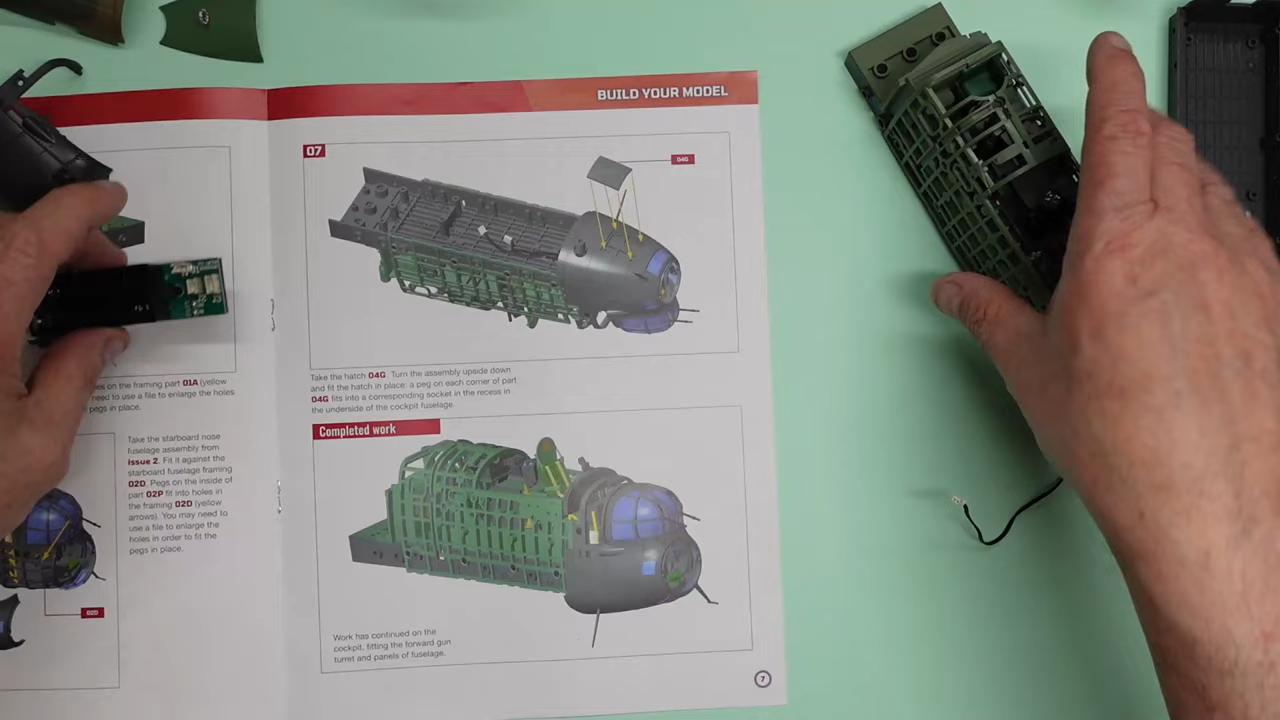 BUILD YOUR MODEL
es on the framing part 01A (yellow
need to use a file to enlarge the holes
pegs in place.
Take the starboard nose
fuselage assembly from
issue 2. Fit it against the
starboard fuselage framing
02D. Pegs on the inside of
part 02P fit into holes in
the framing 02D (yellow
arrows). You may need to
use a file to enlarge the
holes in order to fit the
pegs in place.
02D
07
04G
Take the hatch 04G. Turn the assembly upside down
and fit the hatch in place: a peg on each corner of part
04G fits into a corresponding socket in the recess in
the underside of the cockpit fuselage.
Completed work
Work has continued on the
cockpit, fitting the forward gun
turret and panels of fuselage.
7